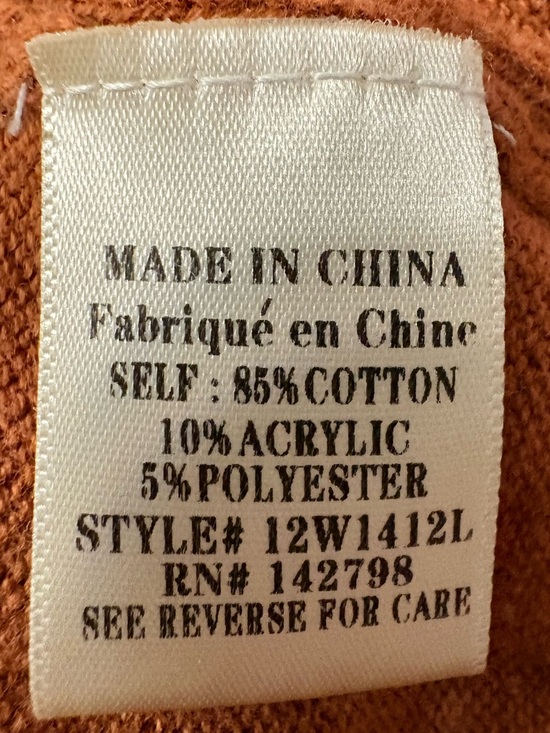 MADE IN CHINA
Fabriqué en Chine
SELF : 85% COTTON
10% ACRYLIC
5% POLYESTER
STYLE# 12W1412L
RN# 142798
SEE REVERSE FOR CARE